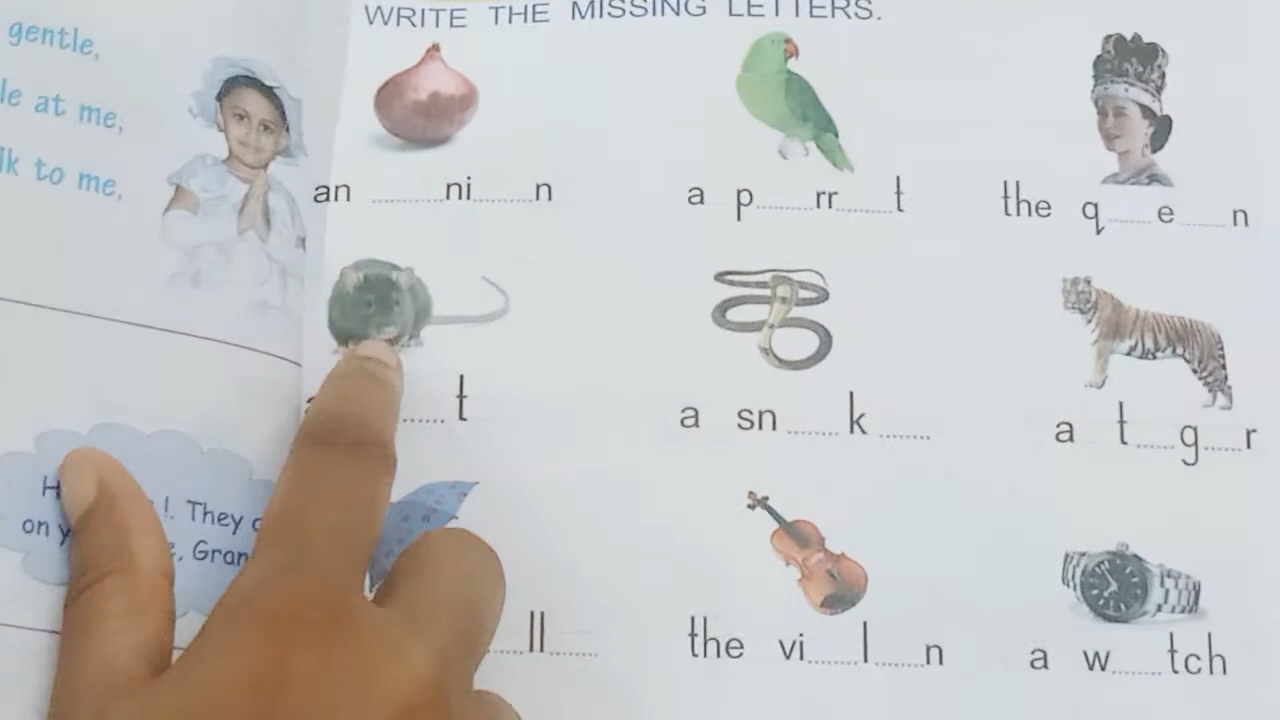 gentle,
le at me,
lk to me,
WRITE THE MISSING LETTERS.
an ........ni........n
a p........rr........t
the q......e......n
...... t
a sn ...... k ......
a t.....g.....r
!. They
on y
, Gran
....ll......
the vi......l......n
a w......tch